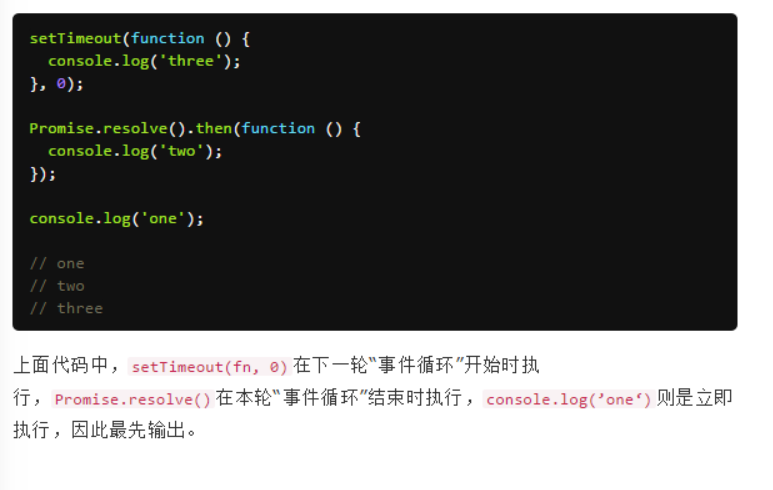 setTimeout(function () {
  console.log('three');
}, 0);
Promise.resolve().then(function () {
  console.log('two');
});
console.log('one');
// one
// two
// three
上面代码中，setTimeout(fn, 0)在下一轮“事件循环”开始时执
行，Promise.resolve()在本轮“事件循环”结束时执行，console.log(’one‘)则是立即
执行，因此最先输出。